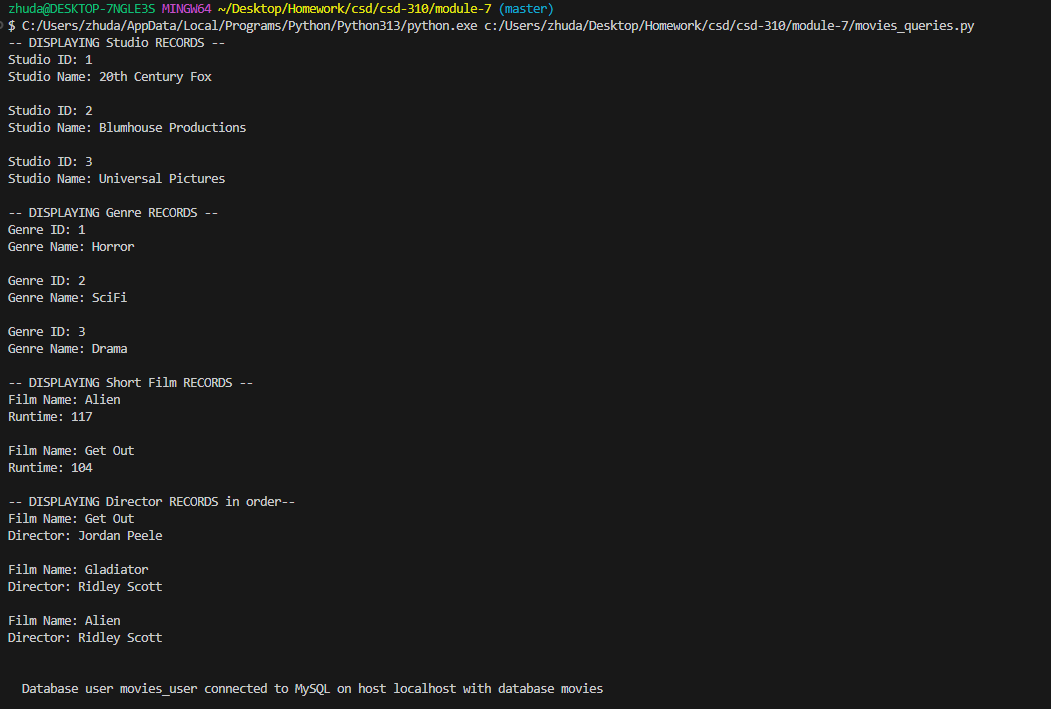 zhuda@DESKTOP-7NGLE3S MINGW64 ~/Desktop/Homework/csd/csd-310/module-7 (master)
$ C:/Users/zhuda/AppData/Local/Programs/Python/Python313/python.exe c:/Users/zhuda/Desktop/Homework/csd/csd-310/module-7/movies_queries.py
-- DISPLAYING Studio RECORDS --
Studio ID: 1
Studio Name: 20th Century Fox
Studio ID: 2
Studio Name: Blumhouse Productions
Studio ID: 3
Studio Name: Universal Pictures
-- DISPLAYING Genre RECORDS --
Genre ID: 1
Genre Name: Horror
Genre ID: 2
Genre Name: SciFi
Genre ID: 3
Genre Name: Drama
-- DISPLAYING Short Film RECORDS --
Film Name: Alien
Runtime: 117
Film Name: Get Out
Runtime: 104
-- DISPLAYING Director RECORDS in order--
Film Name: Get Out
Director: Jordan Peele
Film Name: Gladiator
Director: Ridley Scott
Film Name: Alien
Director: Ridley Scott
Database user movies_user connected to MySQL on host localhost with database movies